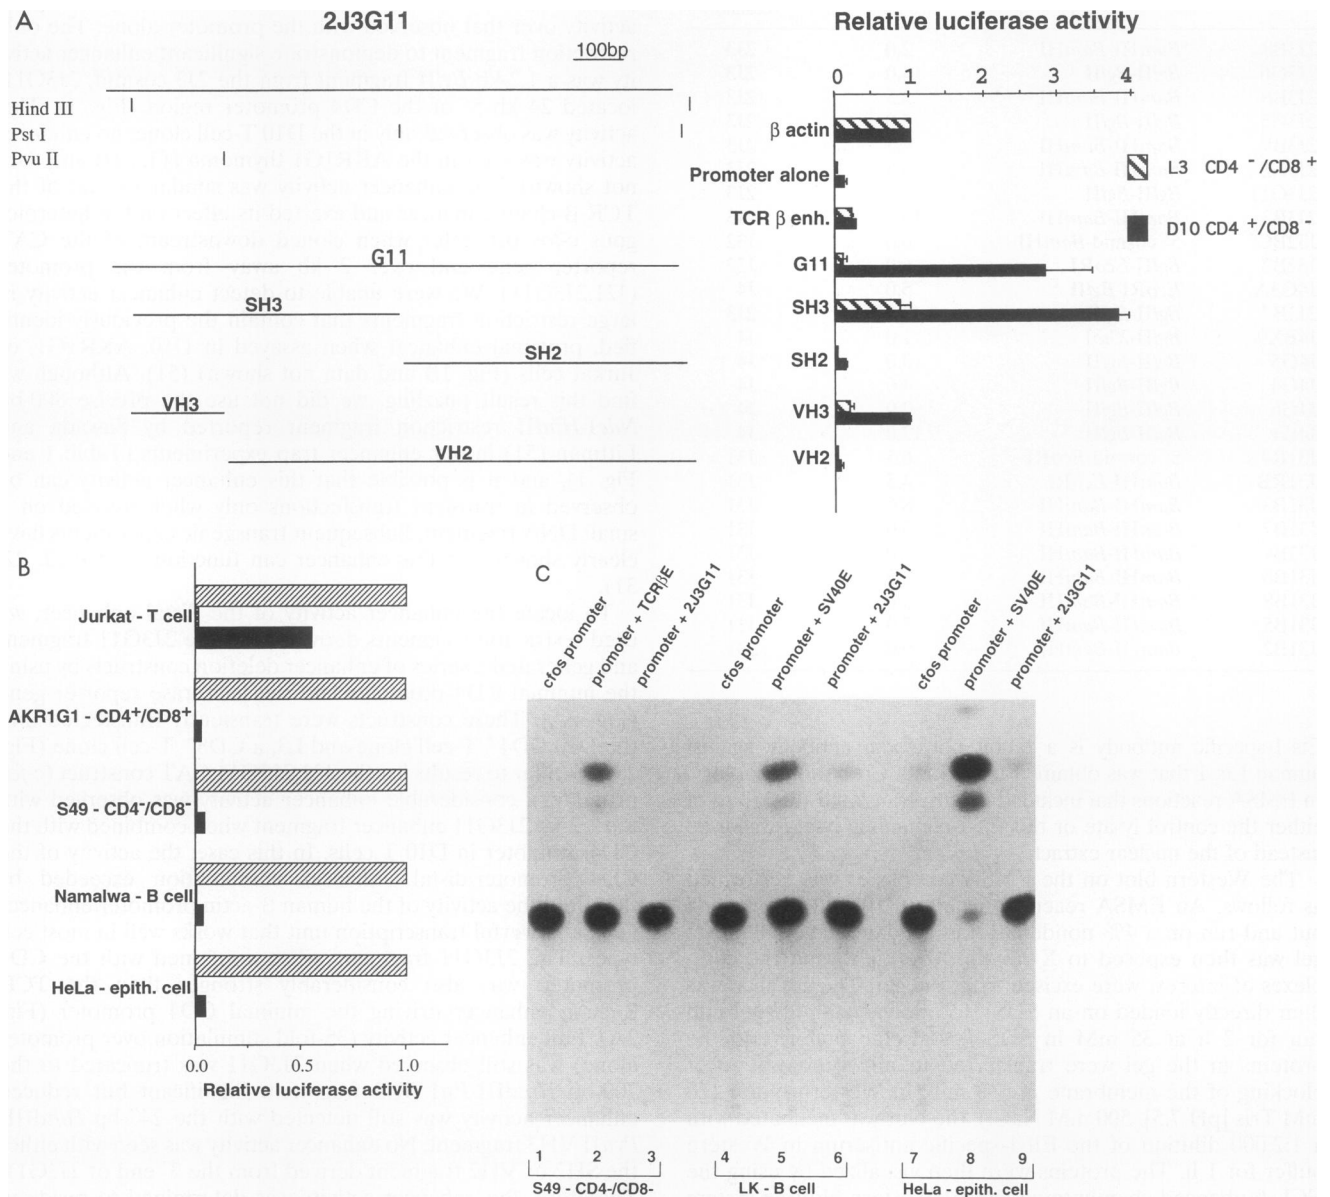 A
2J3G11
100bp
Hind III
Pst I
Pvu II
G11
SH3
SH2
VH3
VH2
Relative luciferase activity
0 1 2 3 4
β actin
Promoter alone
TCR β enh.
G11
SH3
SH2
VH3
VH2
L3 CD4 -/CD8 +
D10 CD4 +/CD8 -
B
Jurkat - T cell
AKR1G1 - CD4+/CD8+
S49 - CD4-/CD8-
Namalwa - B cell
HeLa - epith. cell
0.0 0.5 1.0
Relative luciferase activity
C
cfos promoter
promoter + TCRβE
promoter + 2J3G11
cfos promoter
promoter + SV40E
promoter + 2J3G11
cfos promoter
promoter + SV40E
promoter + 2J3G11
1 2 3 4 5 6 7 8 9
S49 - CD4-/CD8- LK - B cell HeLa - epith. cell